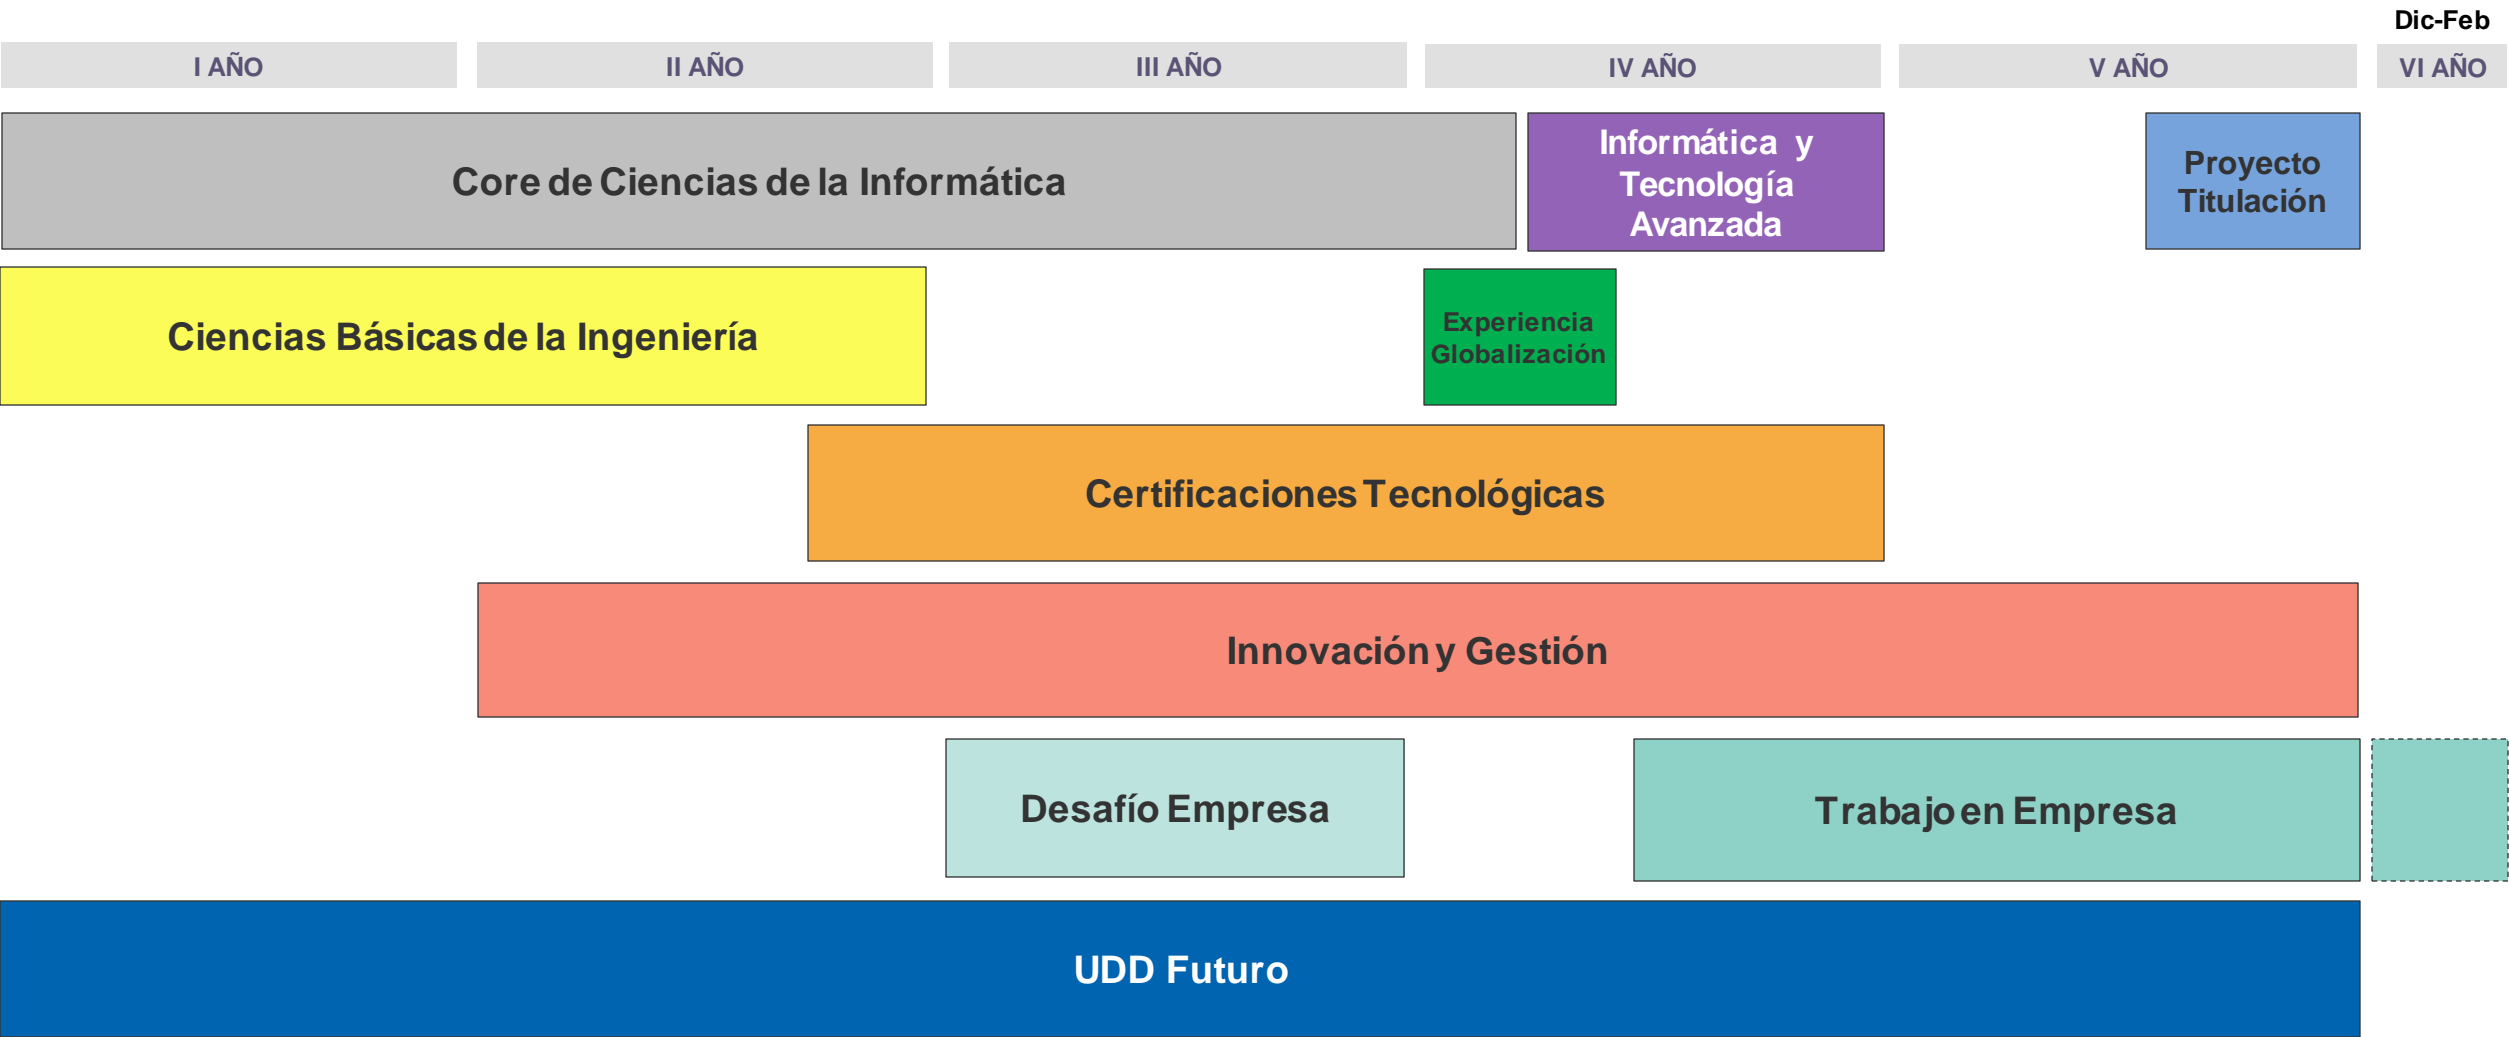 Dic-Feb
I AÑO
II AÑO
III AÑO
IV AÑO
V AÑO
VI AÑO
Core de Ciencias de la Informática
Informática y
Tecnología
Avanzada
Proyecto
Titulación
Ciencias Básicas de la Ingeniería
Experiencia
Globalización
Certificaciones Tecnológicas
Innovación y Gestión
Desafío Empresa
Trabajo en Empresa
UDD Futuro